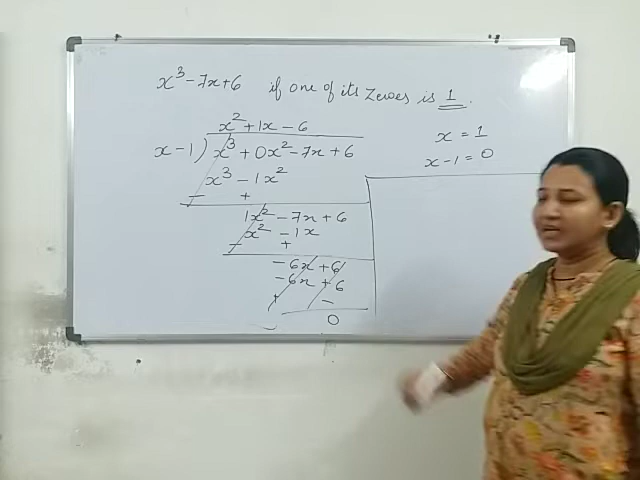 x³ - 7x + 6 if one of its Zeroes is 1.
x² + 1x - 6
x - 1 ) x³ + 0x² - 7x + 6
x³ - 1x²
- +
1x² - 7x + 6
x² - 1x
- +
- 6x + 6
- 6x + 6
+ -
0
x = 1
x - 1 = 0